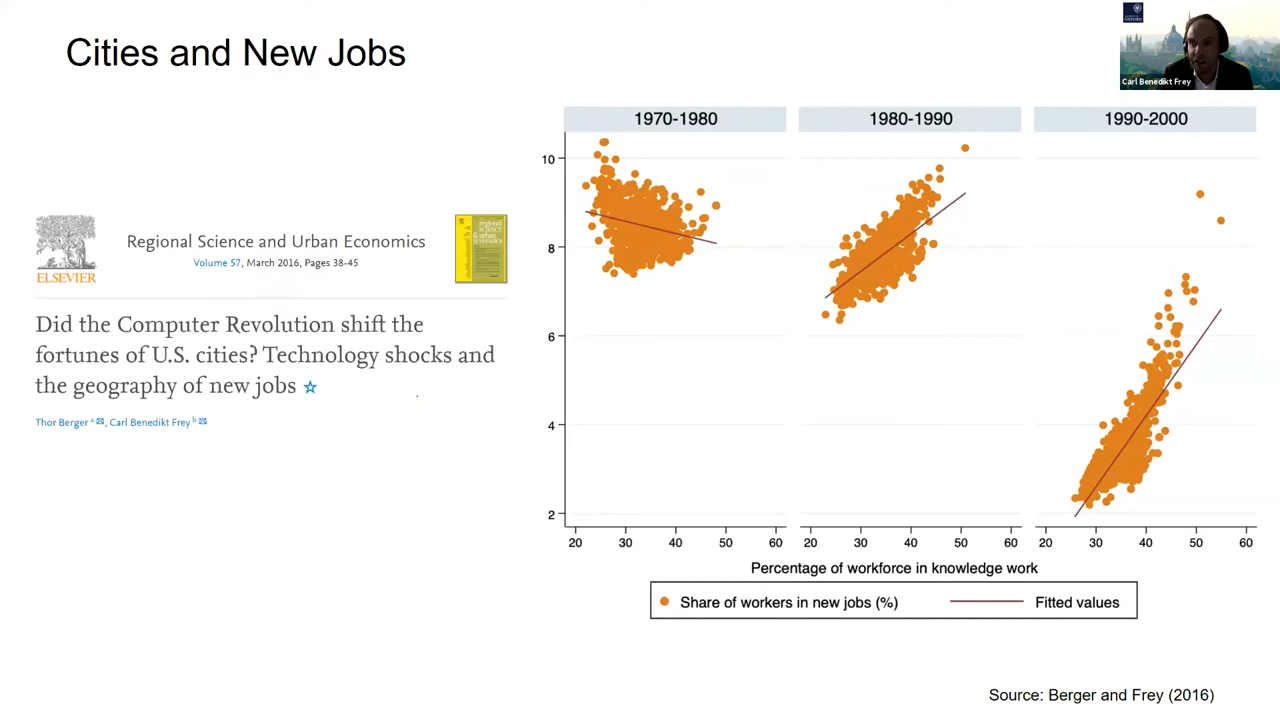 Cities and New Jobs
Carl Benedikt Frey
ELSEVIER
Regional Science and Urban Economics
Volume 57, March 2016, Pages 38-45
Did the Computer Revolution shift the
fortunes of U.S. cities? Technology shocks and
the geography of new jobs
Thor Berger a, Carl Benedikt Frey b
1970-1980 1980-1990 1990-2000
10
8
6
4
2
20 30 40 50 60 20 30 40 50 60 20 30 40 50 60
Percentage of workforce in knowledge work
Share of workers in new jobs (%) Fitted values
Source: Berger and Frey (2016)